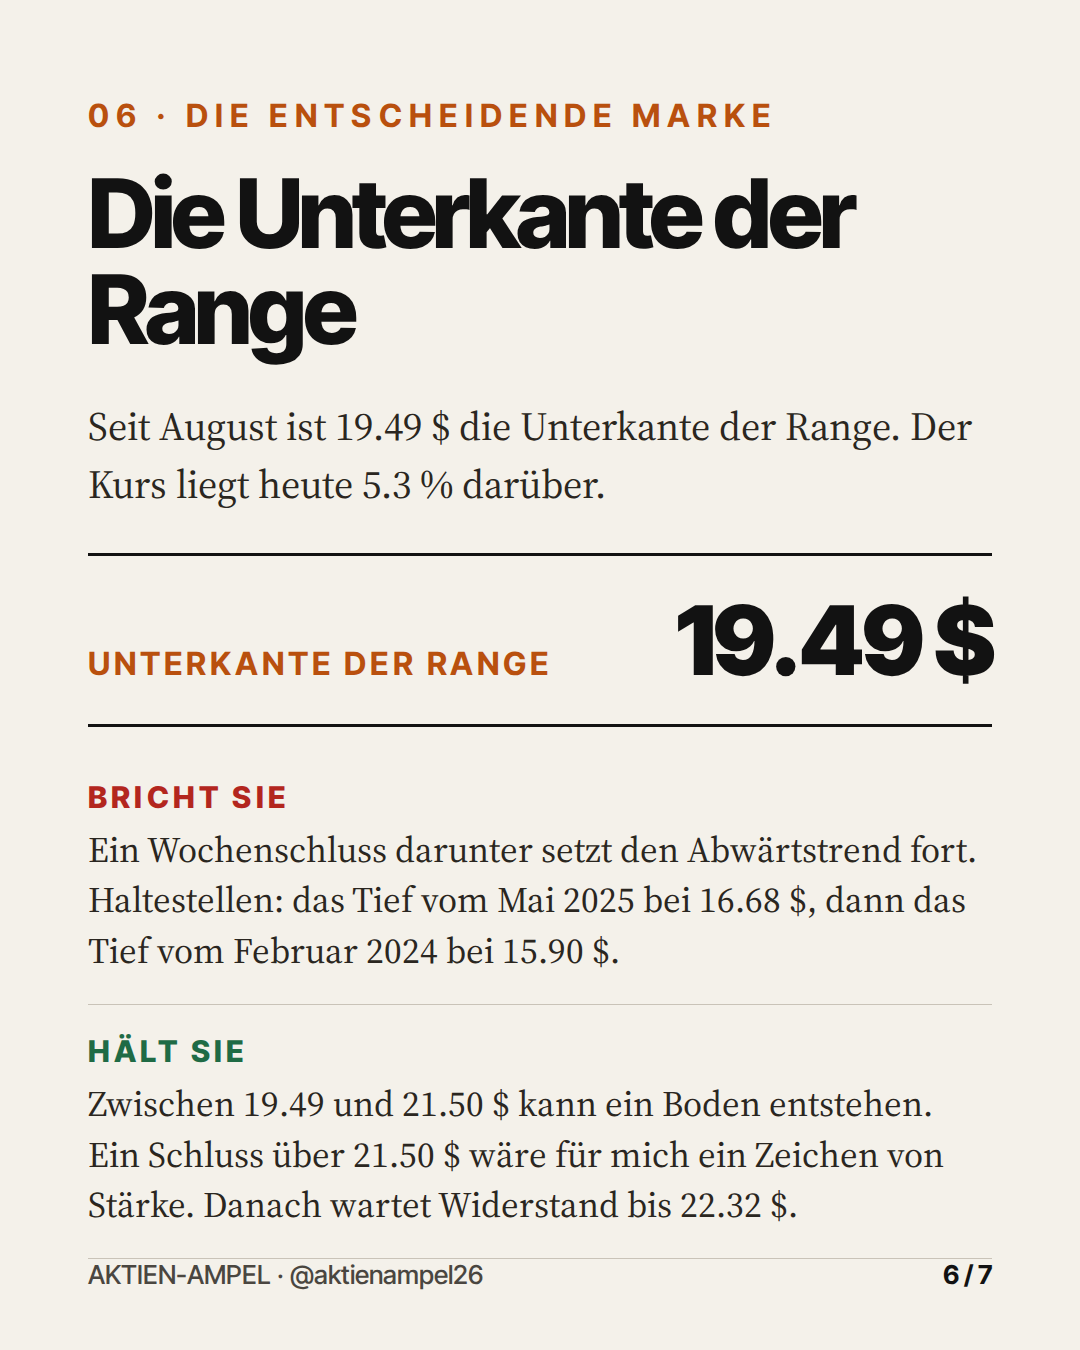 06 · DIE ENTSCHEIDENDE MARKE
Die Unterkante der
Range
Seit August ist 19.49 $ die Unterkante der Range. Der
Kurs liegt heute 5.3 % darüber.
UNTERKANTE DER RANGE 19.49 $
BRICHT SIE
Ein Wochenschluss darunter setzt den Abwärtstrend fort.
Haltestellen: das Tief vom Mai 2025 bei 16.68 $, dann das
Tief vom Februar 2024 bei 15.90 $.
HÄLT SIE
Zwischen 19.49 und 21.50 $ kann ein Boden entstehen.
Ein Schluss über 21.50 $ wäre für mich ein Zeichen von
Stärke. Danach wartet Widerstand bis 22.32 $.
AKTIEN-AMPEL · @aktienampel26 6 / 7